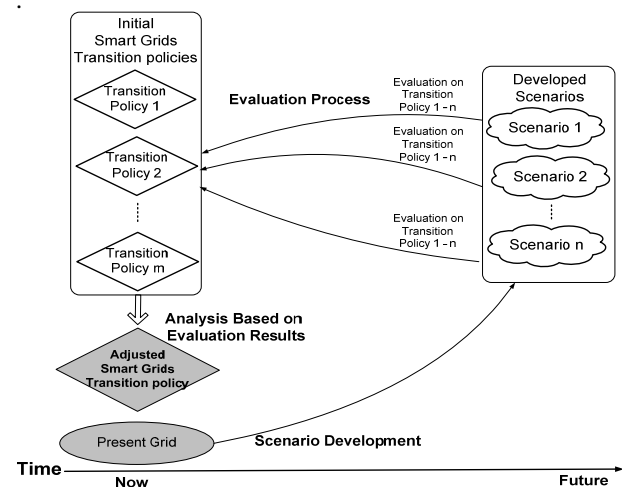 Initial
Smart Grids
Transition policies
Transition
Policy 1
Transition
Policy 2
Transition
Policy m
Evaluation Process
Evaluation on
Transition
Policy 1 - n
Evaluation on
Transition
Policy 1 - n
Evaluation on
Transition
Policy 1 - n
Developed
Scenarios
Scenario 1
Scenario 2
Scenario n
Analysis Based on
Evaluation Results
Adjusted
Smart Grids
Transition policy
Present Grid
Scenario Development
Time
Now
Future